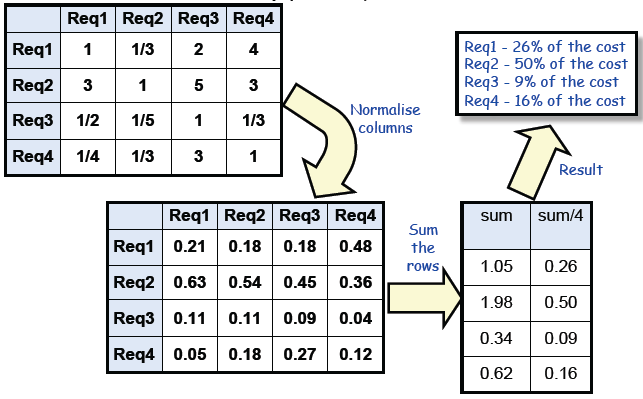 Req1 Req2 Req3 Req4
Req1 1 1/3 2 4
Req2 3 1 5 3
Req3 1/2 1/5 1 1/3
Req4 1/4 1/3 3 1
Normalise
columns
Req1 Req2 Req3 Req4
Req1 0.21 0.18 0.18 0.48
Req2 0.63 0.54 0.45 0.36
Req3 0.11 0.11 0.09 0.04
Req4 0.05 0.18 0.27 0.12
Sum
the
rows
sum sum/4
1.05 0.26
1.98 0.50
0.34 0.09
0.62 0.16
Result
Req1 - 26% of the cost
Req2 - 50% of the cost
Req3 - 9% of the cost
Req4 - 16% of the cost